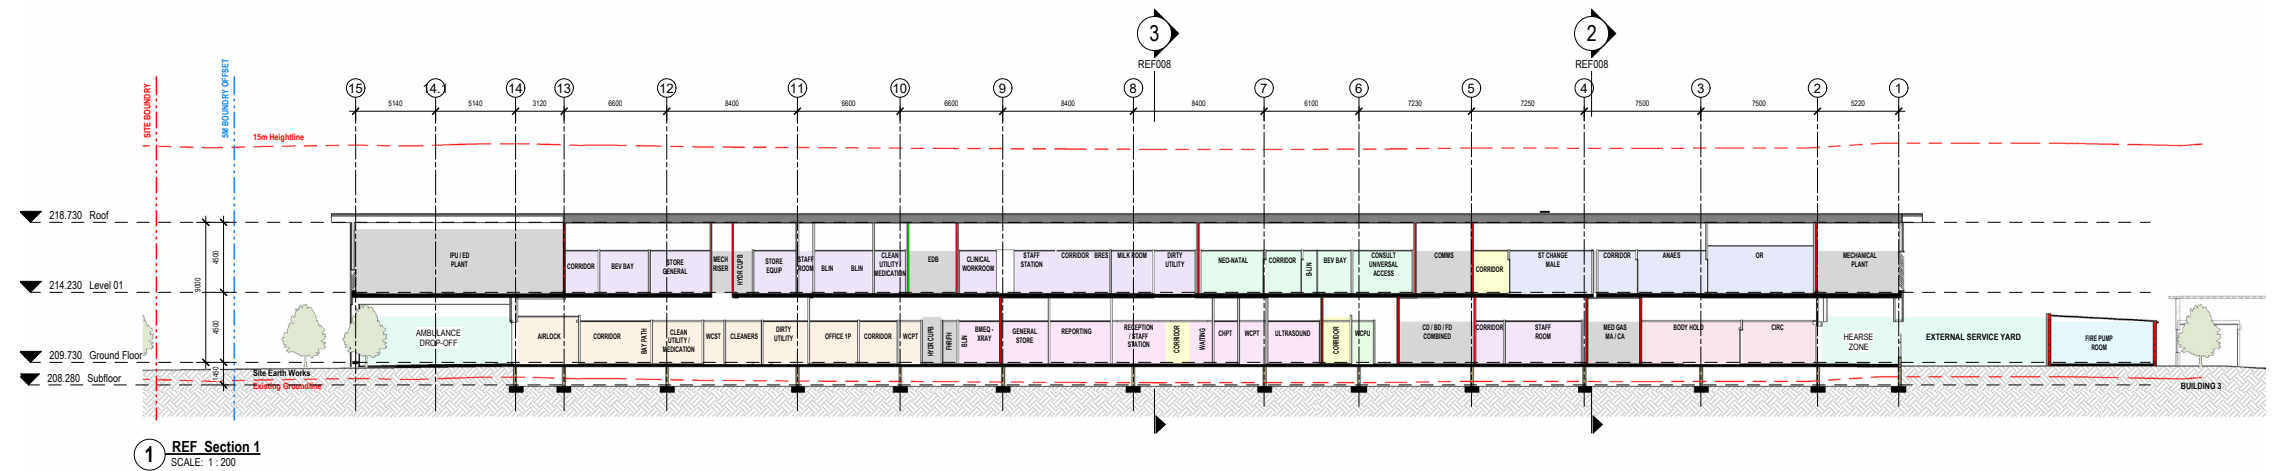 3
REF008
2
REF008
SITE BOUNDARY
5M BOUNDRY OFFSET
15 14.1 14 13 12 11 10 9 8 7 6 5 4 3 2 1
5140 5140 3120 6600 8400 6600 6600 8400 8400 6100 7230 7250 7500 7500 5220
15m Heightline
218.730 Roof
214.230 Level 01
209.730 Ground Floor
208.280 Subfloor
9000
4500
4500
1450
IPU / ED
PLANT
CORRIDOR
BEV BAY
STORE
GENERAL
MECH
RISER
HYDR CUPB
STORE
EQUIP
STAFF
ROOM
BLIN
BLIN
CLEAN
UTILITY /
MEDICATION
EDB
CLINICAL
WORKROOM
STAFF
STATION
CORRIDOR
BRES
MILK ROOM
DIRTY
UTILITY
NEO-NATAL
CORRIDOR
B-LIN
BEV BAY
CONSULT
UNIVERSAL
ACCESS
COMMS
CORRIDOR
ST CHANGE
MALE
CORRIDOR
ANAES
OR
MECHANICAL
PLANT
AMBULANCE
DROP-OFF
AIRLOCK
CORRIDOR
BAY PATH
CLEAN
UTILITY /
MEDICATION
WCST
CLEANERS
DIRTY
UTILITY
OFFICE 1P
CORRIDOR
WCPT
HYDR CUPB
FHR/FH
BLIN
BMEQ -
XRAY
GENERAL
STORE
REPORTING
RECEPTION
/ STAFF
STATION
CORRIDOR
WAITING
CHPT
WCPT
ULTRASOUND
CORRIDOR
WCPU
CD / BD / FD
COMBINED
CORRIDOR
STAFF
ROOM
MED GAS
MA / CA
BODY HOLD
CIRC
HEARSE
ZONE
EXTERNAL SERVICE YARD
FIRE PUMP
ROOM
Site Earth Works
Existing Groundline
BUILDING 3
1
REF Section 1
SCALE: 1 : 200